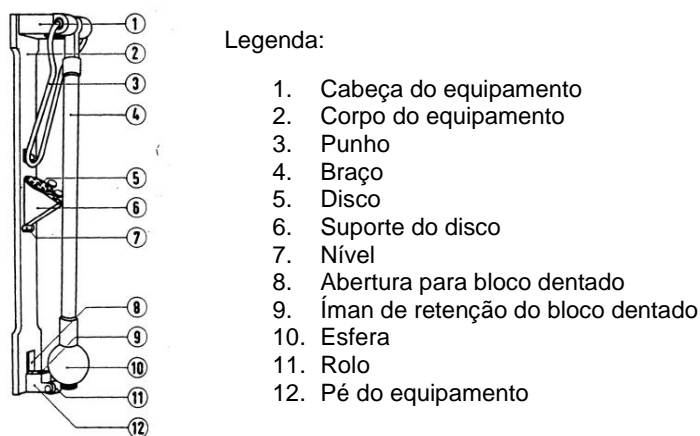 1
2
3
4
5
6
7
8
9
10
11
12
Legenda:
1. Cabeça do equipamento
2. Corpo do equipamento
3. Punho
4. Braço
5. Disco
6. Suporte do disco
7. Nível
8. Abertura para bloco dentado
9. Íman de retenção do bloco dentado
10. Esfera
11. Rolo
12. Pé do equipamento